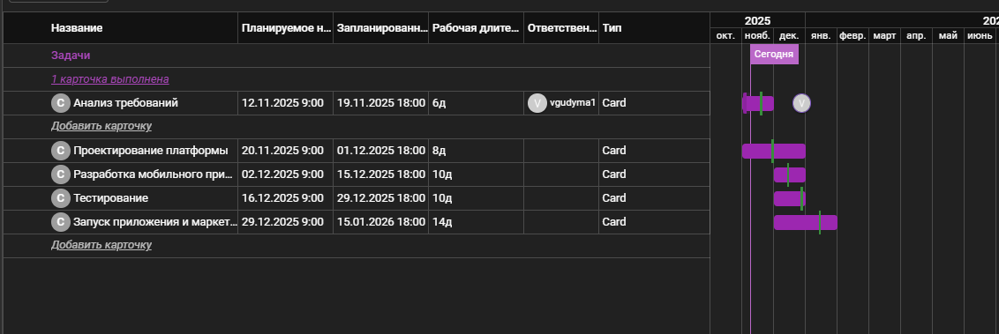 2025
202
Название Планируемое н... Запланированн... Рабочая длите... Ответствен... Тип
окт. нояб. дек. янв. февр. март апр. май июнь
Задачи
Сегодня
1 карточка выполнена
С Анализ требований 12.11.2025 9:00 19.11.2025 18:00 6д V vgudyma1 Card V
Добавить карточку
С Проектирование платформы 20.11.2025 9:00 01.12.2025 18:00 8д Card
С Разработка мобильного при... 02.12.2025 9:00 15.12.2025 18:00 10д Card
С Тестирование 16.12.2025 9:00 29.12.2025 18:00 10д Card
С Запуск приложения и маркет... 29.12.2025 9:00 15.01.2026 18:00 14д Card
Добавить карточку